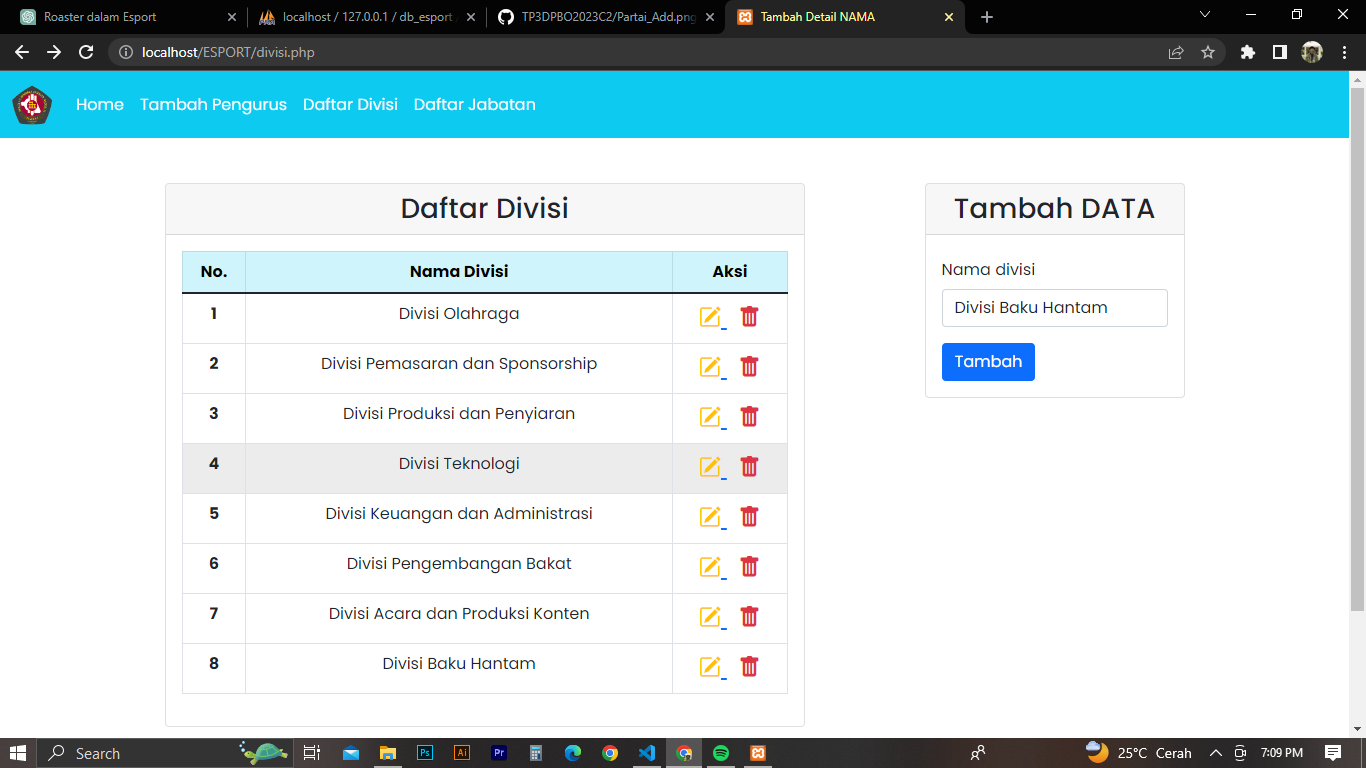 Roaster dalam Esport
localhost / 127.0.0.1 / db_esport
TP3DPBO2023C2/Partai_Add.png
Tambah Detail NAMA
localhost/ESPORT/divisi.php
Home Tambah Pengurus Daftar Divisi Daftar Jabatan
Daftar Divisi
No. Nama Divisi Aksi
1 Divisi Olahraga
2 Divisi Pemasaran dan Sponsorship
3 Divisi Produksi dan Penyiaran
4 Divisi Teknologi
5 Divisi Keuangan dan Administrasi
6 Divisi Pengembangan Bakat
7 Divisi Acara dan Produksi Konten
8 Divisi Baku Hantam
Tambah DATA
Nama divisi
Divisi Baku Hantam
Tambah
Search
Ps
Ai
Pr
25°C Cerah
7:09 PM